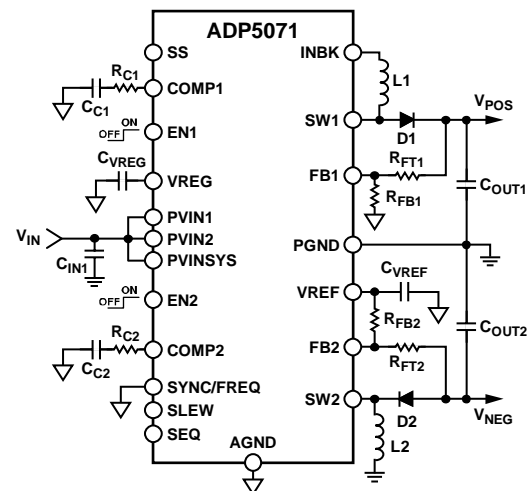 ADP5071
SS
INBK
RC1
COMP1
CC1
L1
ON
OFF
EN1
SW1
VPOS
D1
CVREG
VREG
RFT1
FB1
RFB1
COUT1
PVIN1
VIN
PVIN2
CIN1
PVINSYS
PGND
CVREF
VREF
ON
OFF
EN2
RFB2
COUT2
RC2
COMP2
CC2
FB2
RFT2
SYNC/FREQ
SW2
D2
VNEG
SLEW
SEQ
L2
AGND